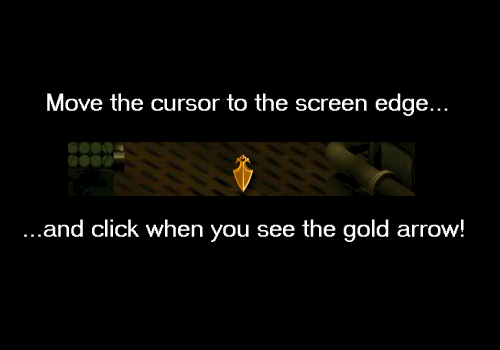 Move the cursor to the screen edge...
...and click when you see the gold arrow!